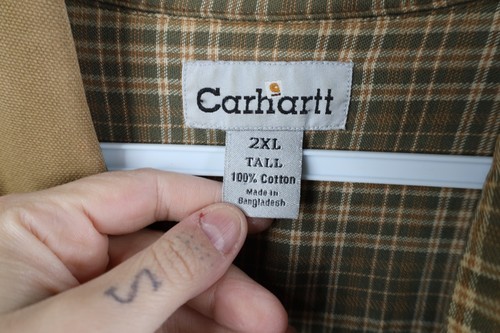 Carhartt
2XL
TALL
100% Cotton
Made in
Bangladesh